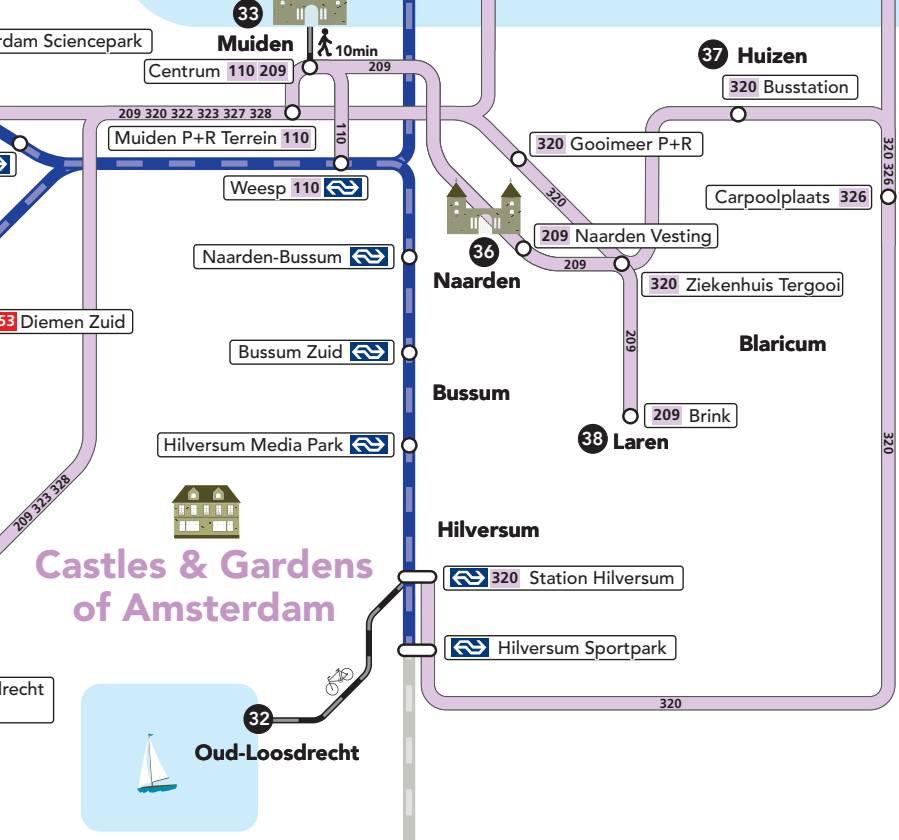 33
Muiden
10min
rdam Sciencepark
Centrum 110 209
209
37 Huizen
320 Busstation
209 320 322 323 327 328
Muiden P+R Terrein 110
110
320 Gooimeer P+R
320 326
Weesp 110
320
Carpoolplaats 326
209 Naarden Vesting
36
Naarden
Naarden-Bussum
209
320 Ziekenhuis Tergooi
53 Diemen Zuid
209
Blaricum
Bussum Zuid
Bussum
209 Brink
38 Laren
Hilversum Media Park
320
209 323 328
Hilversum
Castles & Gardens
of Amsterdam
320 Station Hilversum
Hilversum Sportpark
drecht
320
32
Oud-Loosdrecht